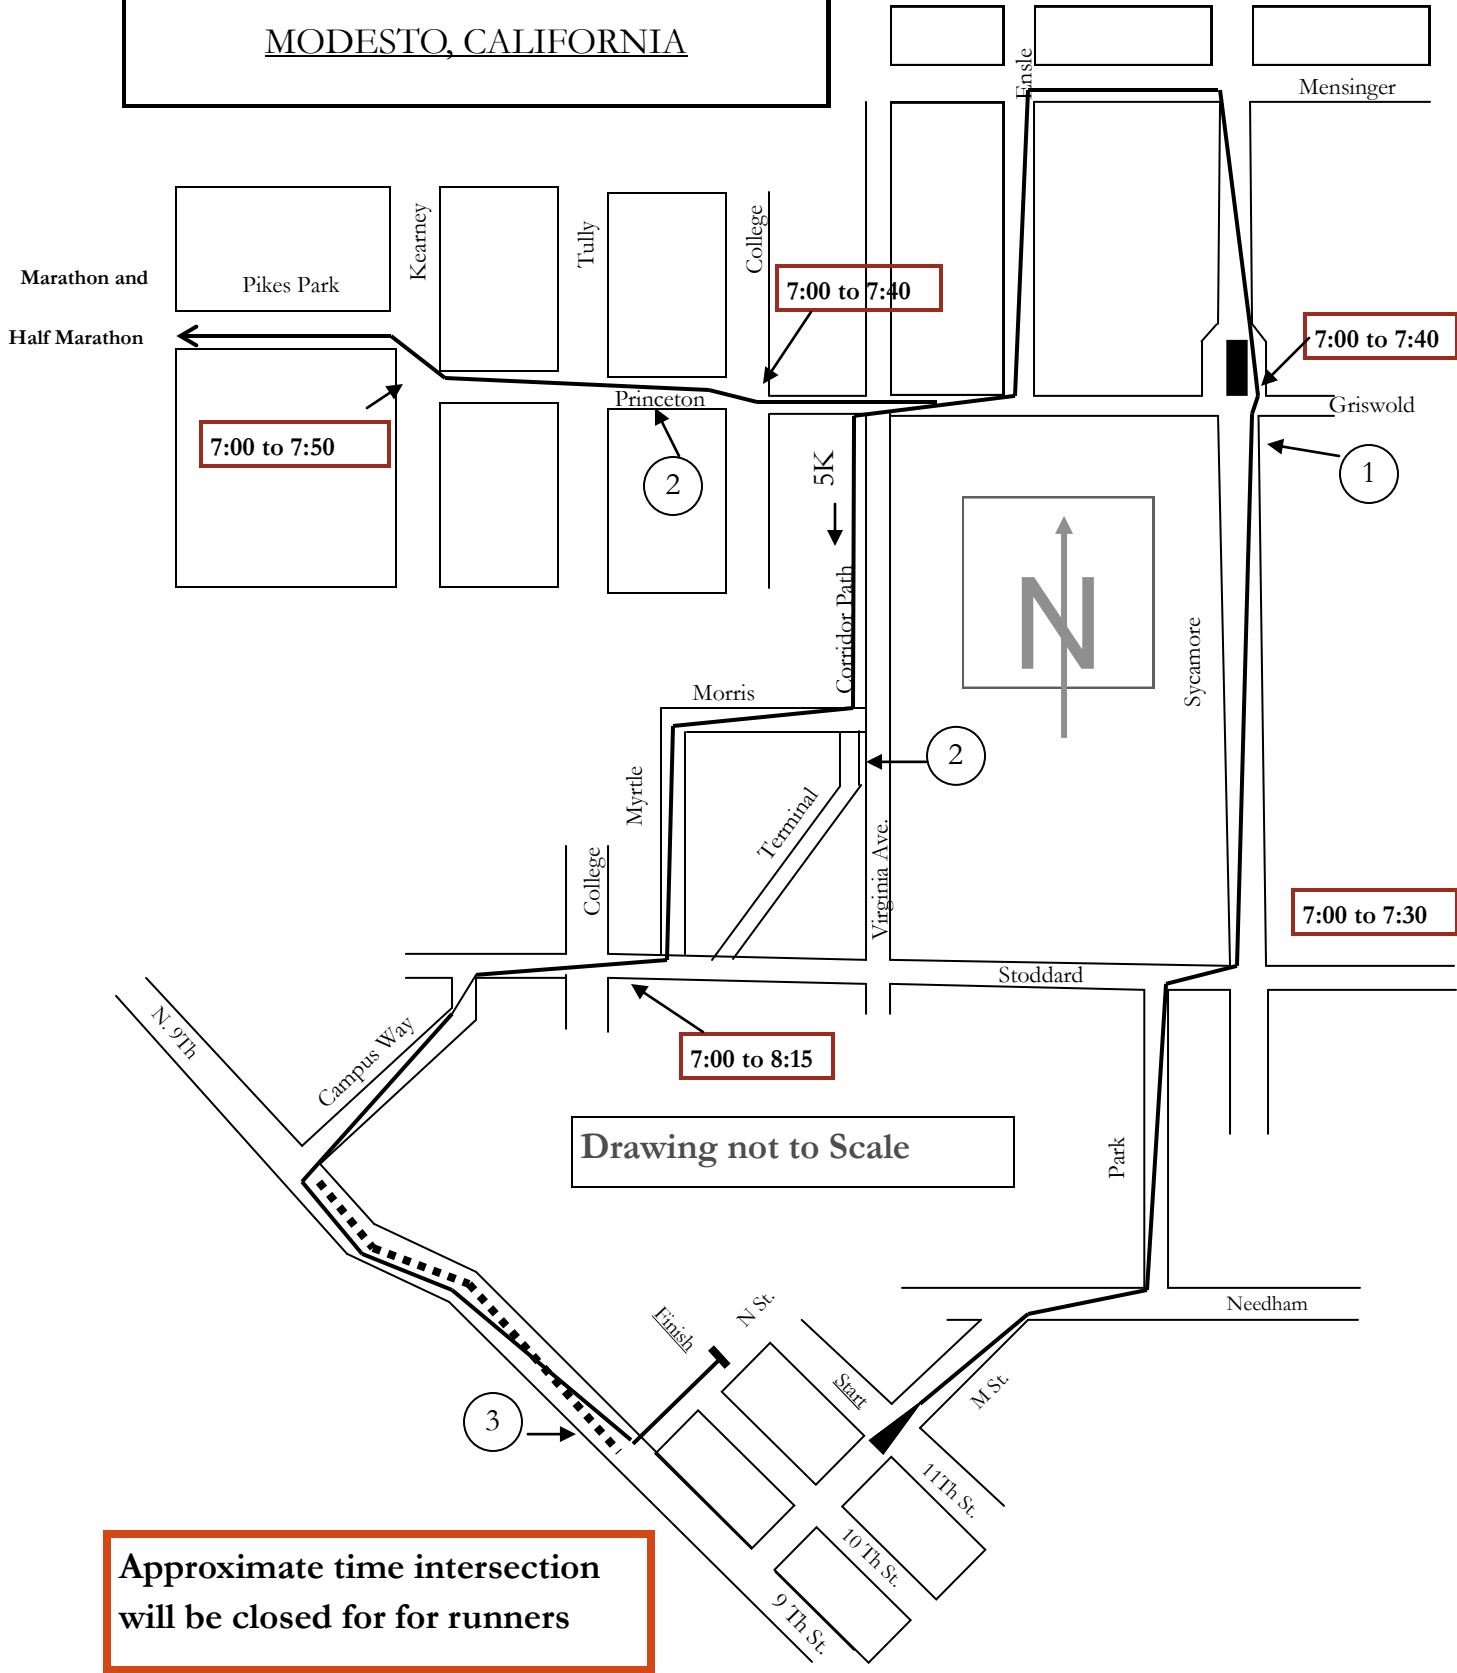 MODESTO, CALIFORNIA
Ensle
Mensinger
Kearney
Tully
College
Marathon and
Pikes Park
7:00 to 7:40
Half Marathon
7:00 to 7:40
Princeton
Griswold
7:00 to 7:50
2
5K
1
Corridor Path
N
Sycamore
Morris
2
Myrtle
Terminal
Virginia Ave.
College
7:00 to 7:30
Stoddard
N. 9Th
Campus Way
7:00 to 8:15
Drawing not to Scale
Park
Needham
N St.
Finish
Start
M St.
3
11Th St.
10 Th St.
9 Th St.
Approximate time intersection
will be closed for for runners